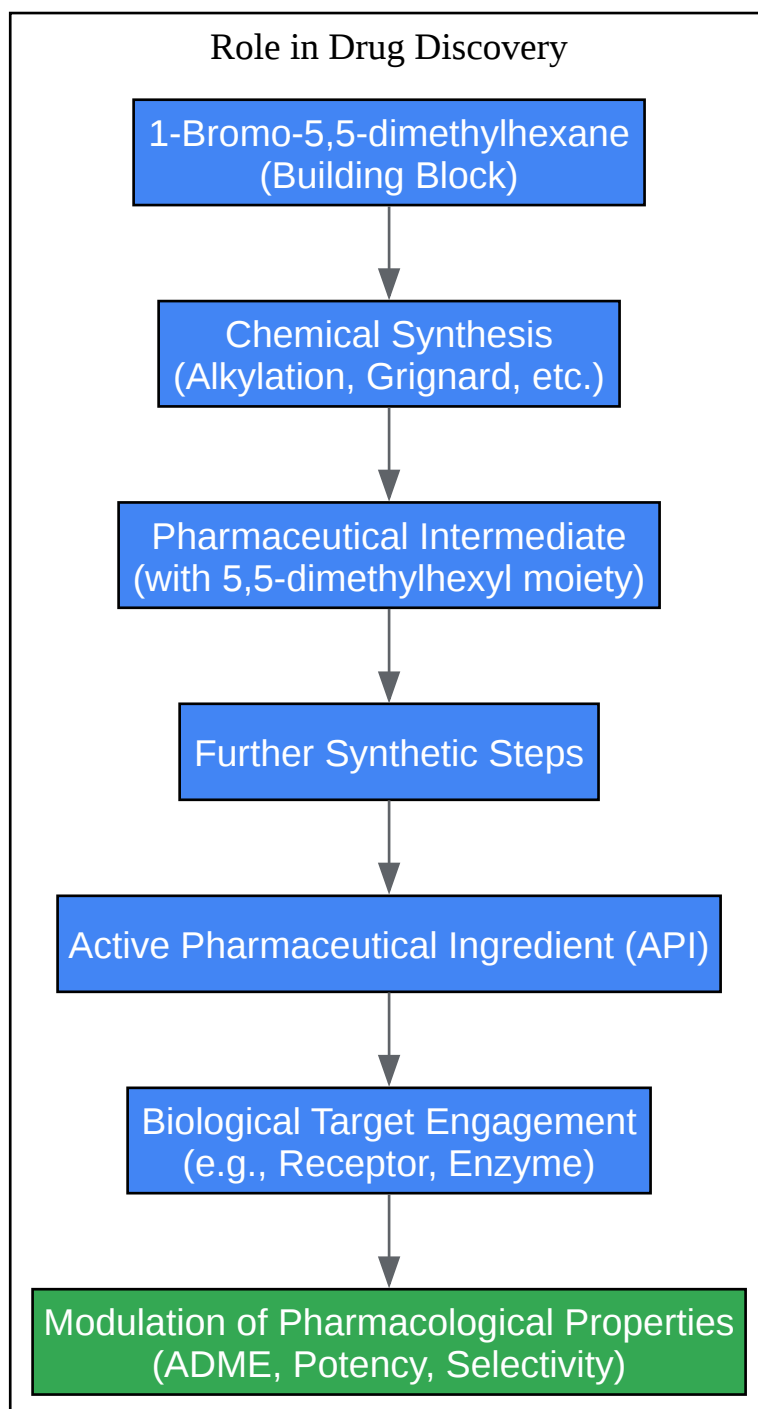 Role in Drug Discovery
1-Bromo-5,5-dimethylhexane
(Building Block)
Chemical Synthesis
(Alkylation, Grignard, etc.)
Pharmaceutical Intermediate
(with 5,5-dimethylhexyl moiety)
Further Synthetic Steps
Active Pharmaceutical Ingredient (API)
Biological Target Engagement
(e.g., Receptor, Enzyme)
Modulation of Pharmacological Properties
(ADME, Potency, Selectivity)